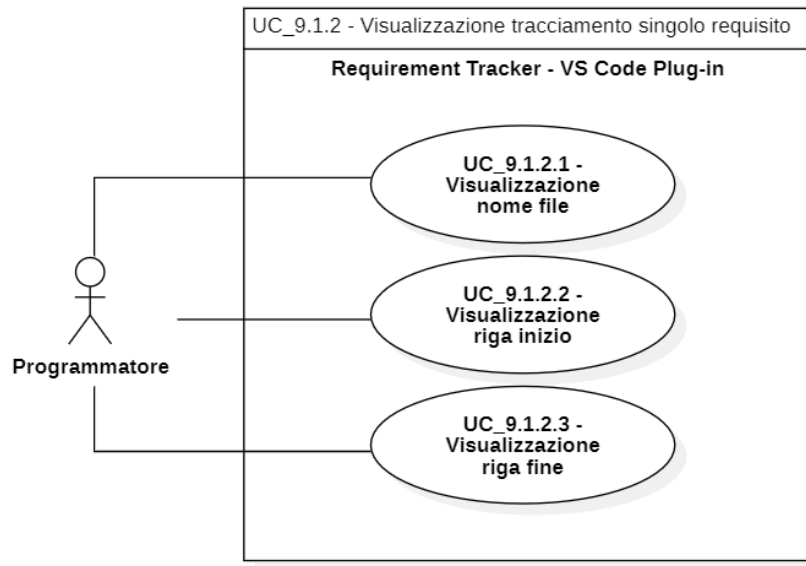 UC_9.1.2 - Visualizzazione tracciamento singolo requisito
Requirement Tracker - VS Code Plug-in
UC_9.1.2.1 -
Visualizzazione
nome file
UC_9.1.2.2 -
Visualizzazione
riga inizio
Programmatore
UC_9.1.2.3 -
Visualizzazione
riga fine